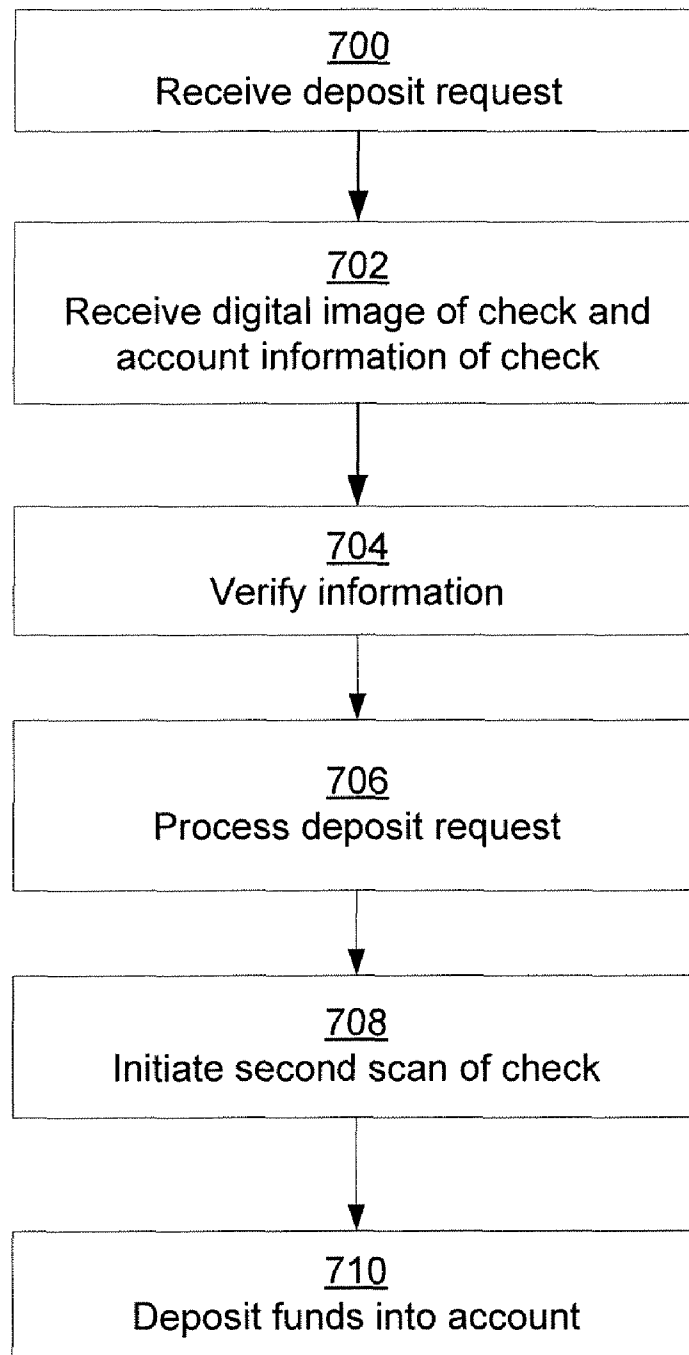 700
Receive deposit request
702
Receive digital image of check and
account information of check
704
Verify information
706
Process deposit request
708
Initiate second scan of check
710
Deposit funds into account